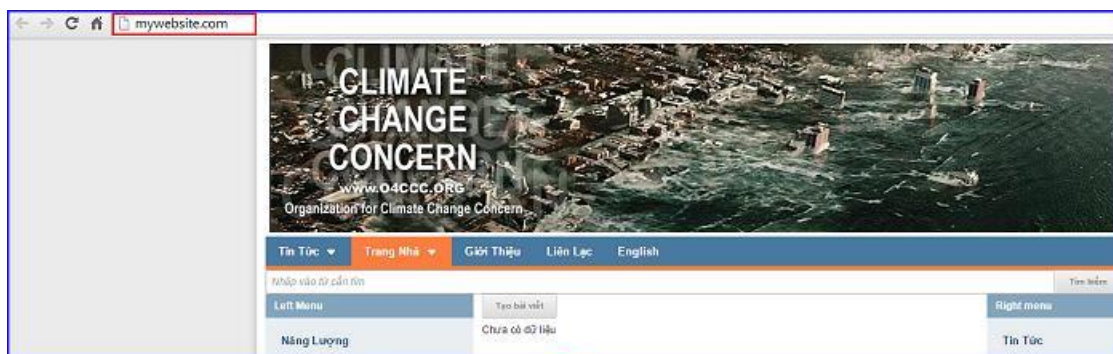 mywebsite.com
CLIMATE
CHANGE
CONCERN
WWW.O4CCC.ORG
Organization for Climate Change Concern
Tin Tức Trang Nhà Giới Thiệu Liên Lạc English
Nhập vào từ cần tìm Tìm kiếm
Left Menu Tạo bài viết Right menu
Chưa có dữ liệu
Năng Lượng Tin Tức